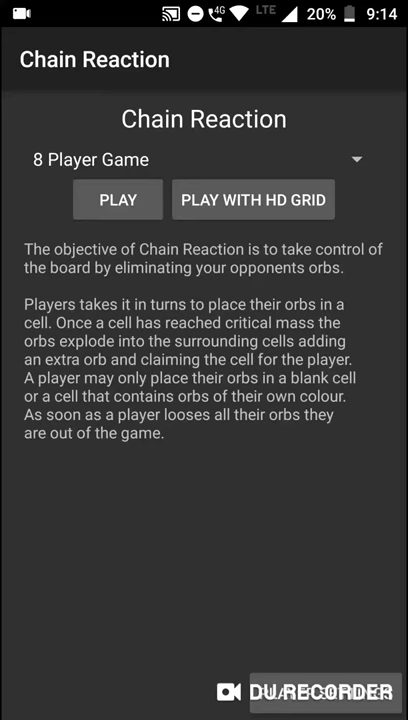 4G LTE 20% 9:14
Chain Reaction
Chain Reaction
8 Player Game
PLAY
PLAY WITH HD GRID
The objective of Chain Reaction is to take control of
the board by eliminating your opponents orbs.
Players takes it in turns to place their orbs in a
cell. Once a cell has reached critical mass the
orbs explode into the surrounding cells adding
an extra orb and claiming the cell for the player.
A player may only place their orbs in a blank cell
or a cell that contains orbs of their own colour.
As soon as a player looses all their orbs they
are out of the game.
DU RECORDER